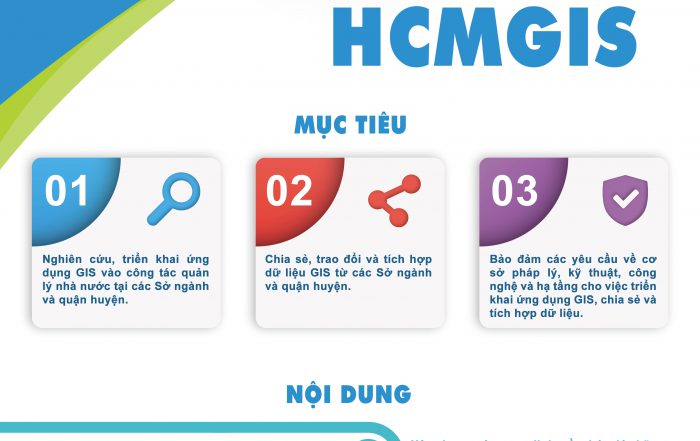 HCMGIS
MỤC TIÊU
01
Nghiên cứu, triển khai ứng
dụng GIS vào công tác quản
lý nhà nước tại các Sở ngành
và quận huyện.
02
Chia sẻ, trao đổi và tích hợp
dữ liệu GIS từ các Sở ngành
và quận huyện.
03
Bảo đảm các yêu cầu về cơ
sở pháp lý, kỹ thuật, công
nghệ và hạ tầng cho việc triển
khai ứng dụng GIS, chia sẻ và
tích hợp dữ liệu.
NỘI DUNG